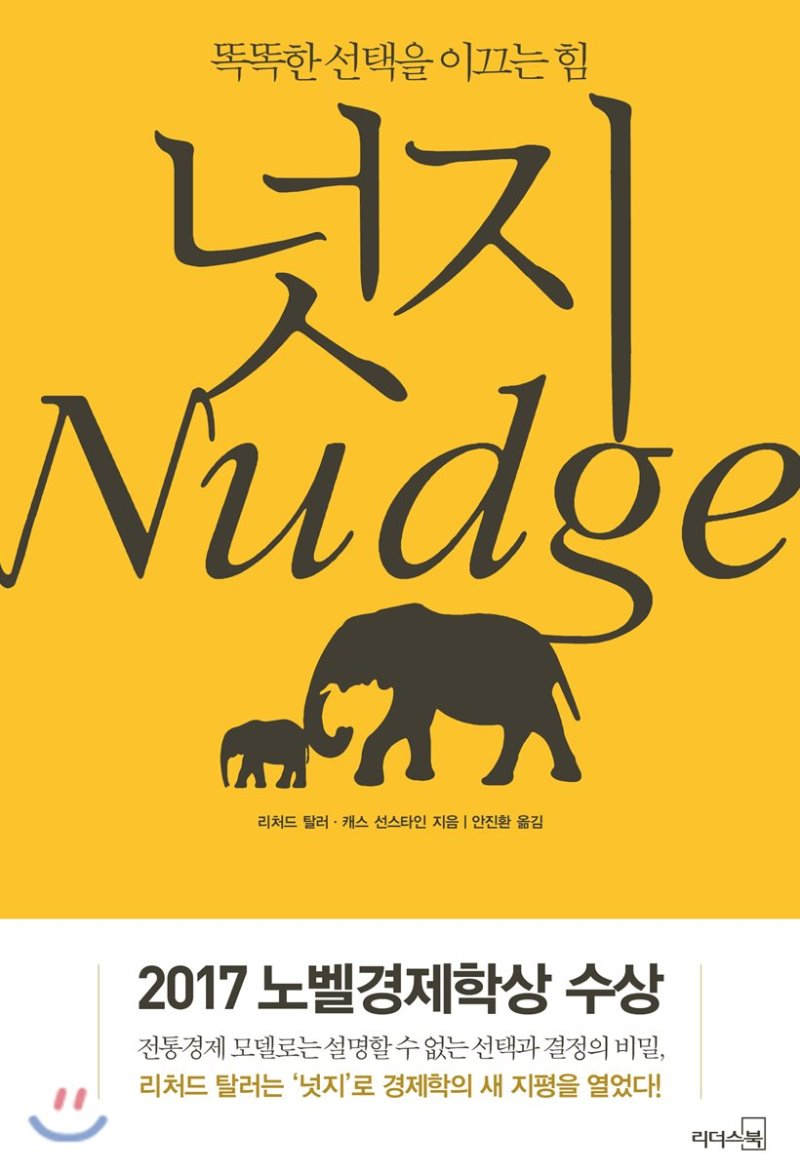 똑똑한 선택을 이끄는 힘
넛지
Nudge
리처드 탈러 · 캐스 선스타인 지음 | 안진환 옮김
2017 노벨경제학상 수상
전통경제 모델로는 설명할 수 없는 선택과 결정의 비밀,
리처드 탈러는 ‘넛지’로 경제학의 새 지평을 열었다!
리더스북